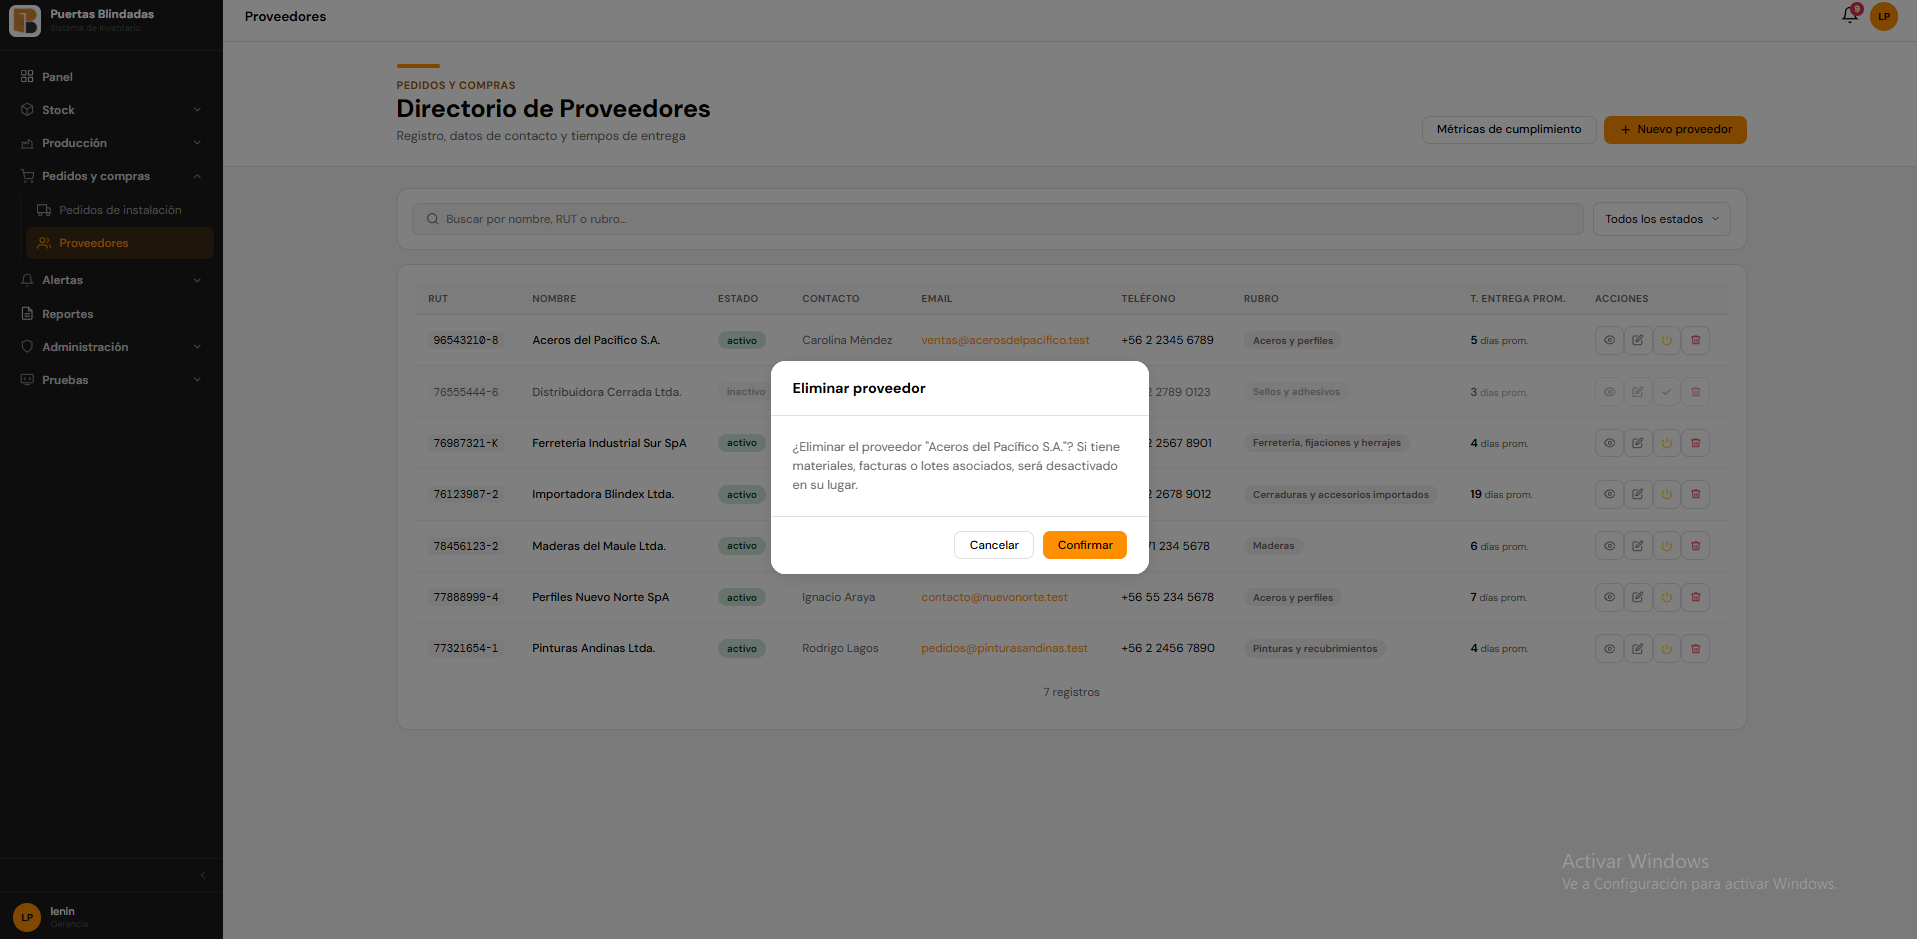 Puertas Blindadas
Sistema de Inventario
Proveedores
9
LP
Panel
Stock
Producción
Pedidos y compras
Pedidos de instalación
Proveedores
Alertas
Reportes
Administración
Pruebas
PEDIDOS Y COMPRAS
Directorio de Proveedores
Registro, datos de contacto y tiempos de entrega
Métricas de cumplimiento
+ Nuevo proveedor
Buscar por nombre, RUT o rubro...
Todos los estados
RUT NOMBRE ESTADO CONTACTO EMAIL TELÉFONO RUBRO T. ENTREGA PROM. ACCIONES
96543210-8 Aceros del Pacífico S.A. activo Carolina Méndez ventas@acerosdelpacifico.test +56 2 2345 6789 Aceros y perfiles 5 días prom.
76555444-6 Distribuidora Cerrada Ltda. inactivo 2 2789 0123 Sellos y adhesivos 3 días prom.
76987321-K Ferretería Industrial Sur SpA activo 2 2567 8901 Ferretería, fijaciones y herrajes 4 días prom.
76123987-2 Importadora Blindex Ltda. activo 2 2678 9012 Cerraduras y accesorios importados 19 días prom.
78456123-2 Maderas del Maule Ltda. activo 71 234 5678 Maderas 6 días prom.
77888999-4 Perfiles Nuevo Norte SpA activo Ignacio Araya contacto@nuevonorte.test +56 55 234 5678 Aceros y perfiles 7 días prom.
77321654-1 Pinturas Andinas Ltda. activo Rodrigo Lagos pedidos@pinturasandinas.test +56 2 2456 7890 Pinturas y recubrimientos 4 días prom.
7 registros
Eliminar proveedor
¿Eliminar el proveedor "Aceros del Pacífico S.A."? Si tiene
materiales, facturas o lotes asociados, será desactivado
en su lugar.
Cancelar
Confirmar
Activar Windows
Ve a Configuración para activar Windows.
LP
lenin
Gerencia